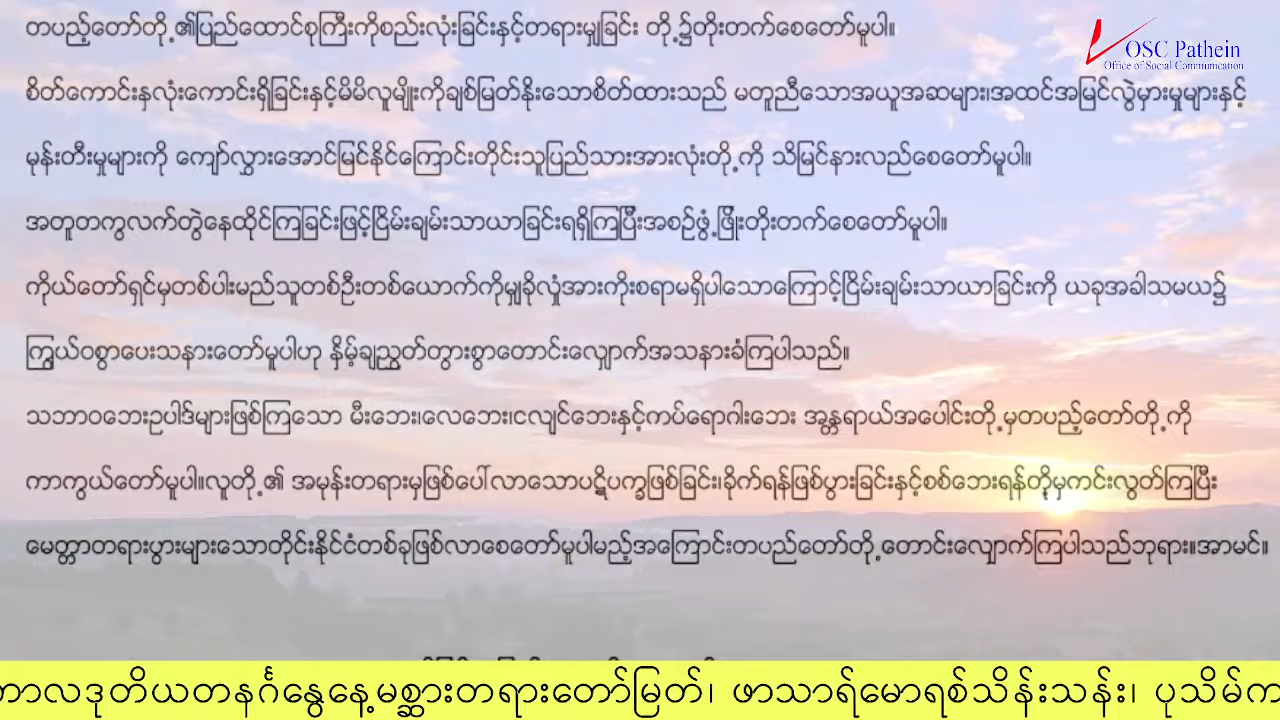 တပည့်တော်တို့၏ပြည်ထောင်စုကြီးကိုစည်းလုံးခြင်းနှင့်တရားမျှခြင်း တို့၌တိုးတက်စေတော်မူပါ။
OSC Pathein
Office of Social Communication
စိတ်ကောင်းနှလုံးကောင်းရှိခြင်းနှင့်မိမိလူမျိုးကိုချစ်မြတ်နိုးသောစိတ်ထားသည် မတူညီသောအယူအဆများ၊အထင်အမြင်လွဲမှားမှုများနှင့်
မုန်းတီးမှုများကို ကျော်လွှားအောင်မြင်နိုင်ကြောင်းတိုင်းသူပြည်သားအားလုံးတို့ကို သိမြင်နားလည်စေတော်မူပါ။
အတူတကွလက်တွဲနေထိုင်ကြခြင်းဖြင့်ငြိမ်းချမ်းသာယာခြင်းရရှိကြပြီးအစဉ်ဖွံ့ဖြိုးတိုးတက်စေတော်မူပါ။
ကိုယ်တော်ရှင်မှတစ်ပါးမည်သူတစ်ဦးတစ်ယောက်ကိုမျှခိုလှုံအားကိုးစရာမရှိပါသောကြောင့်ငြိမ်းချမ်းသာယာခြင်းကို ယခုအခါသမယ၌
ကြွယ်ဝစွာပေးသနားတော်မူပါဟု နှိမ့်ချညွှတ်တွားစွာတောင်းလျှောက်အသနားခံကြပါသည်။
သဘာဝဘေးဥပါဒ်များဖြစ်ကြသော မီးဘေး၊လေဘေး၊ငလျင်ဘေးနှင့်ကပ်ရောဂါးဘေး အန္တရာယ်အပေါင်းတို့မှတပည့်တော်တို့ကို
ကာကွယ်တော်မူပါ။လူတို့၏ အမုန်းတရားမှဖြစ်ပေါ်လာသောပဋိပက္ခဖြစ်ခြင်း၊ခိုက်ရန်ဖြစ်ပွားခြင်းနှင့်စစ်ဘေးရန်တို့မှကင်းလွတ်ကြပြီး
မေတ္တာတရားပွားများသောတိုင်းနိုင်ငံတစ်ခုဖြစ်လာစေတော်မူပါမည့်အကြောင်းတပည်တော်တို့တောင်းလျှောက်ကြပါသည်ဘုရား။အာမင်။
ကာလဒုတိယတနင်္ဂနွေနေ့မစ္ဆားတရားတော်မြတ်၊ ဖာသာရ်မောရစ်သိန်းသန်း၊ ပုသိမ်က